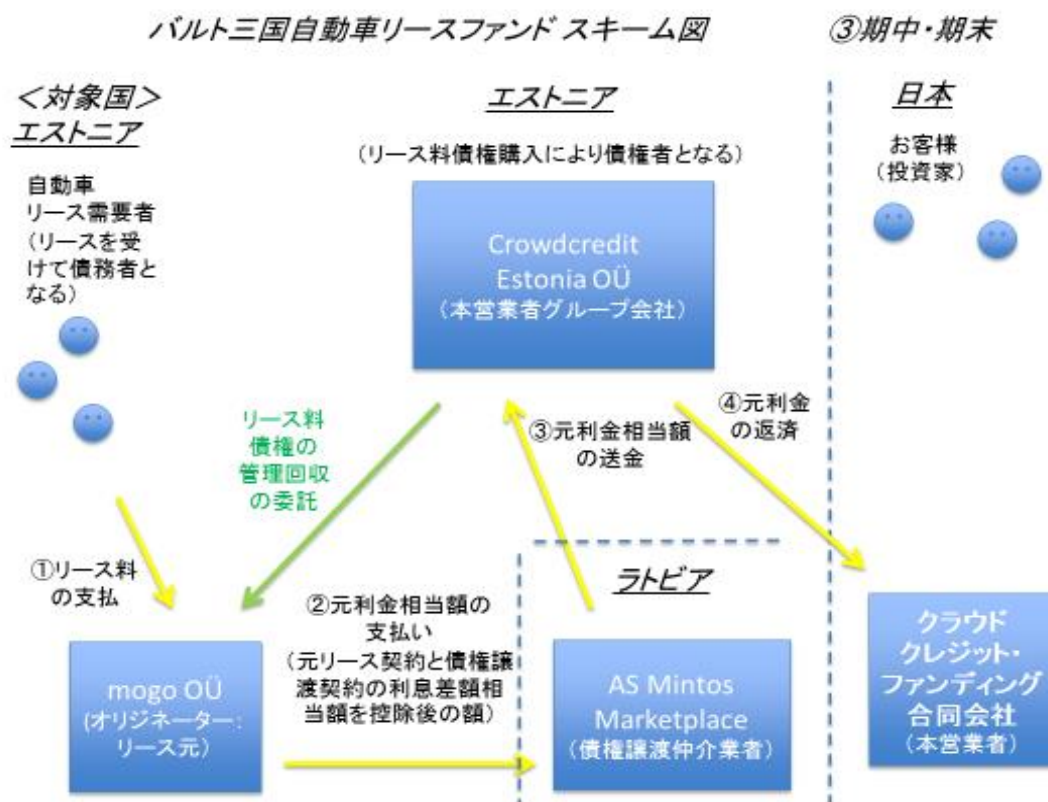 バルト三国自動車リースファンド スキーム図
③期中・期末
＜対象国＞
エストニア
自動車
リース需要者
（リースを受
けて債務者と
なる）
エストニア
（リース料債権購入により債権者となる）
Crowdcredit
Estonia OÜ
（本営業者グループ会社）
日本
お客様
（投資家）
リース料
債権の
管理回収
の委託
③元利金相当額
の送金
④元利金
の返済
①リース料
の支払
②元利金相当額の
支払い
（元リース契約と債権譲
渡契約の利息差額相
当額を控除後の額）
ラトビア
mogo OÜ
(オリジネーター：
リース元）
AS Mintos
Marketplace
（債権譲渡仲介業者）
クラウド
クレジット・
ファンディング
合同会社
（本営業者）